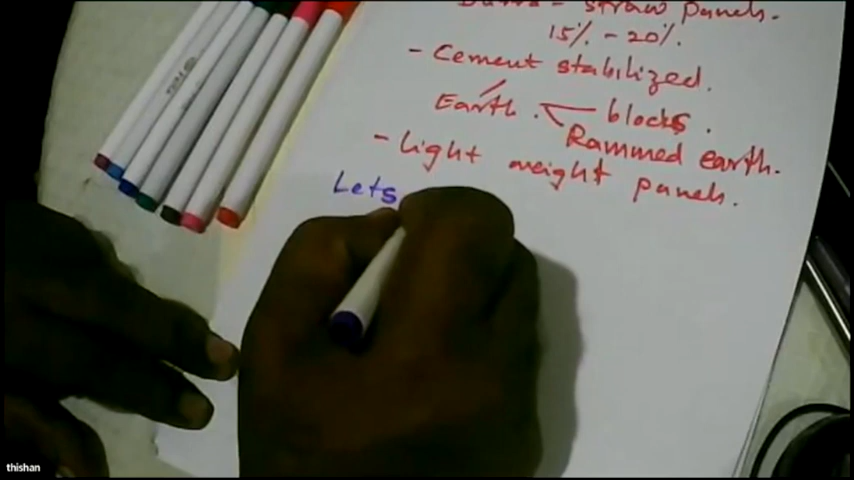 - straw panels.
15% - 20%.
- Cement stabilized.
Earth. blocks.
Rammed earth.
- light weight panels.
Lets
thishan